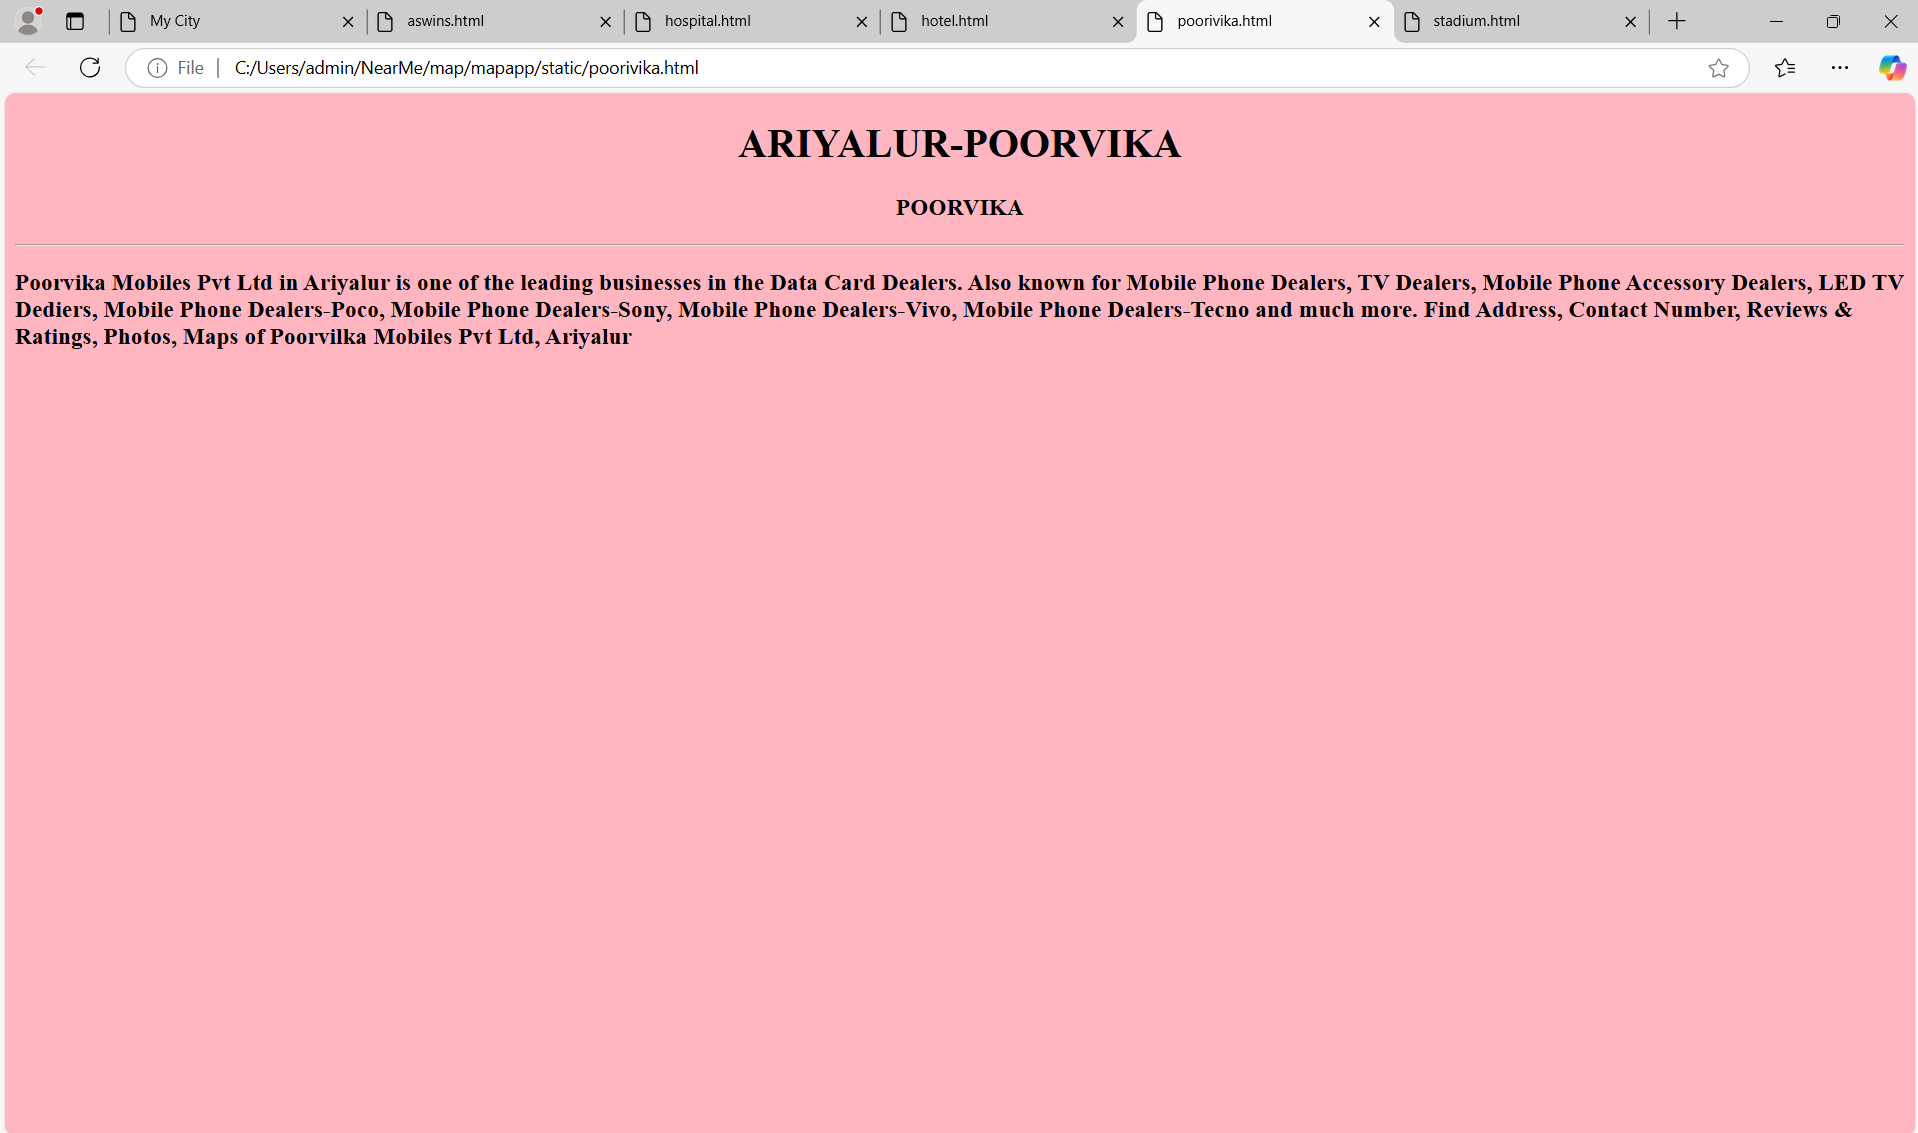 My City
aswins.html
hospital.html
hotel.html
poorivika.html
stadium.html
File
C:/Users/admin/NearMe/map/mapapp/static/poorivika.html
ARIYALUR-POORVIKA
POORVIKA
Poorvika Mobiles Pvt Ltd in Ariyalur is one of the leading businesses in the Data Card Dealers. Also known for Mobile Phone Dealers, TV Dealers, Mobile Phone Accessory Dealers, LED TV
Dediers, Mobile Phone Dealers-Poco, Mobile Phone Dealers-Sony, Mobile Phone Dealers-Vivo, Mobile Phone Dealers-Tecno and much more. Find Address, Contact Number, Reviews &
Ratings, Photos, Maps of Poorvilka Mobiles Pvt Ltd, Ariyalur